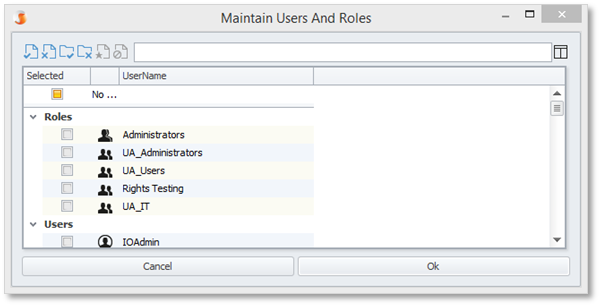 Maintain Users And Roles
Selected UserName
No ...
Roles
Administrators
UA_Administrators
UA_Users
Rights Testing
UA_IT
Users
IOAdmin
Cancel Ok